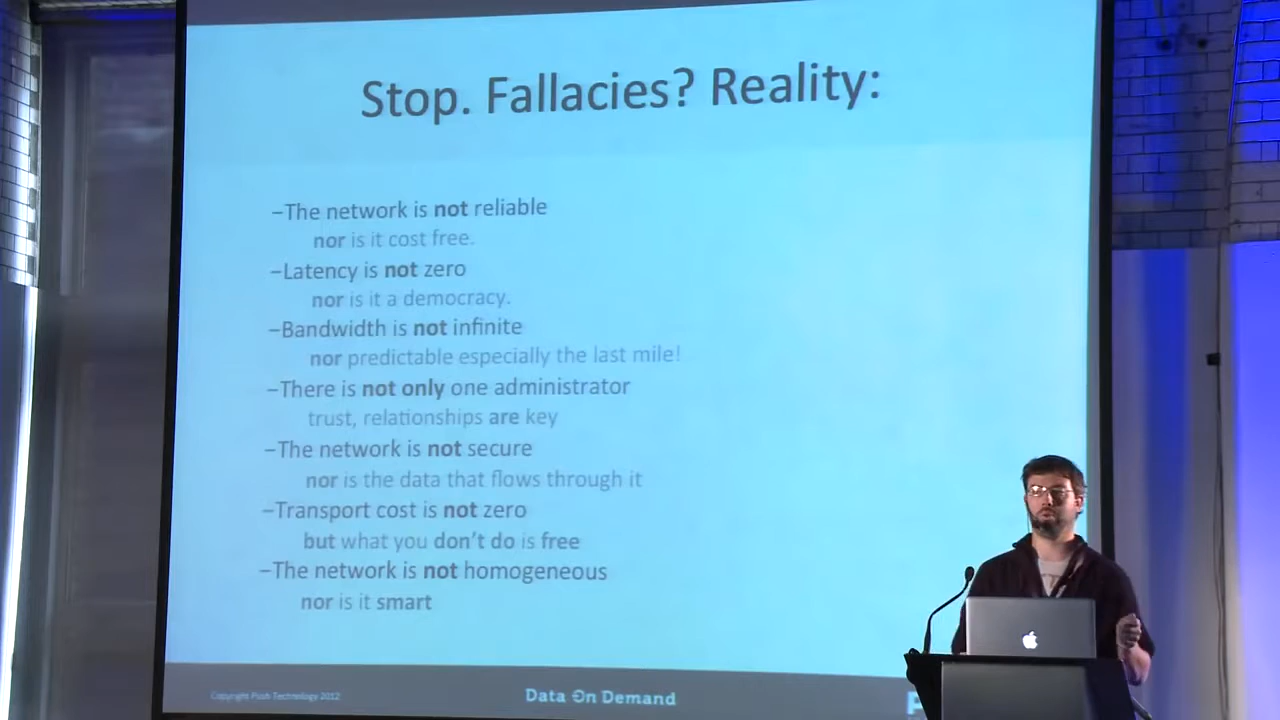 Stop. Fallacies? Reality:
–The network is not reliable
nor is it cost free.
–Latency is not zero
nor is it a democracy.
–Bandwidth is not infinite
nor predictable especially the last mile!
–There is not only one administrator
trust, relationships are key
–The network is not secure
nor is the data that flows through it
–Transport cost is not zero
but what you don't do is free
–The network is not homogeneous
nor is it smart
Copyright Push Technology 2012
Data On Demand
P